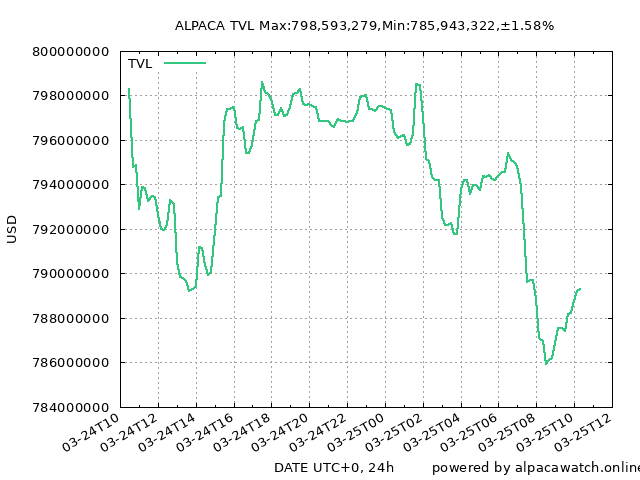 ALPACA TVL Max:798,593,279,Min:785,943,322,±1.58%
TVL
USD
800000000
798000000
796000000
794000000
792000000
790000000
788000000
786000000
784000000
03-24T10
03-24T12
03-24T14
03-24T16
03-24T18
03-24T20
03-24T22
03-25T00
03-25T02
03-25T04
03-25T06
03-25T08
03-25T10
03-25T12
DATE UTC+0, 24h
powered by alpacawatch.online